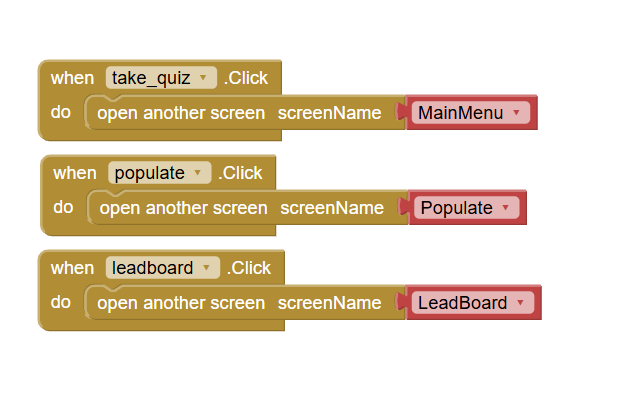 when take_quiz .Click
do open another screen screenName MainMenu
when populate .Click
do open another screen screenName Populate
when leadboard .Click
do open another screen screenName LeadBoard